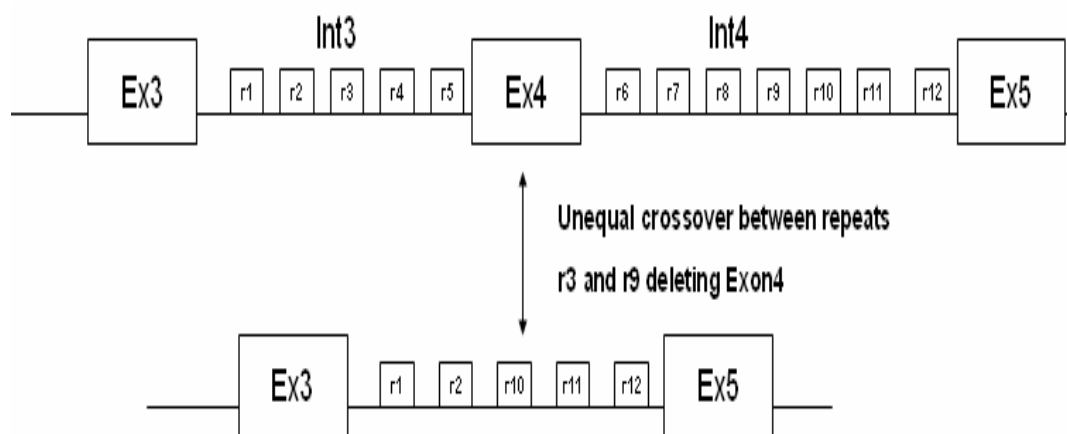 Int3 Int4
Ex3 r1 r2 r3 r4 r5 Ex4 r6 r7 r8 r9 r10 r11 r12 Ex5
Unequal crossover between repeats
r3 and r9 deleting Exon4
Ex3 r1 r2 r10 r11 r12 Ex5